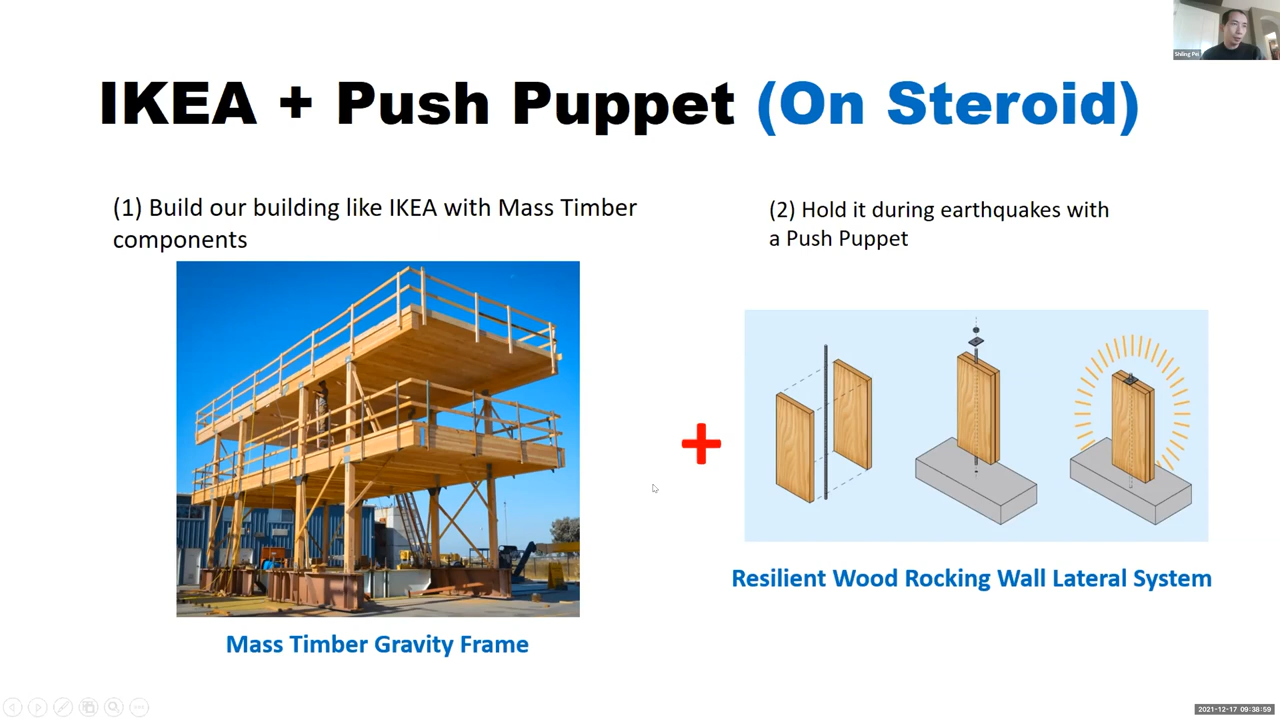 Shiling Pei
IKEA + Push Puppet (On Steroid)
(1) Build our building like IKEA with Mass Timber
components
(2) Hold it during earthquakes with
a Push Puppet
Resilient Wood Rocking Wall Lateral System
Mass Timber Gravity Frame
2021-12-17 09:38:59